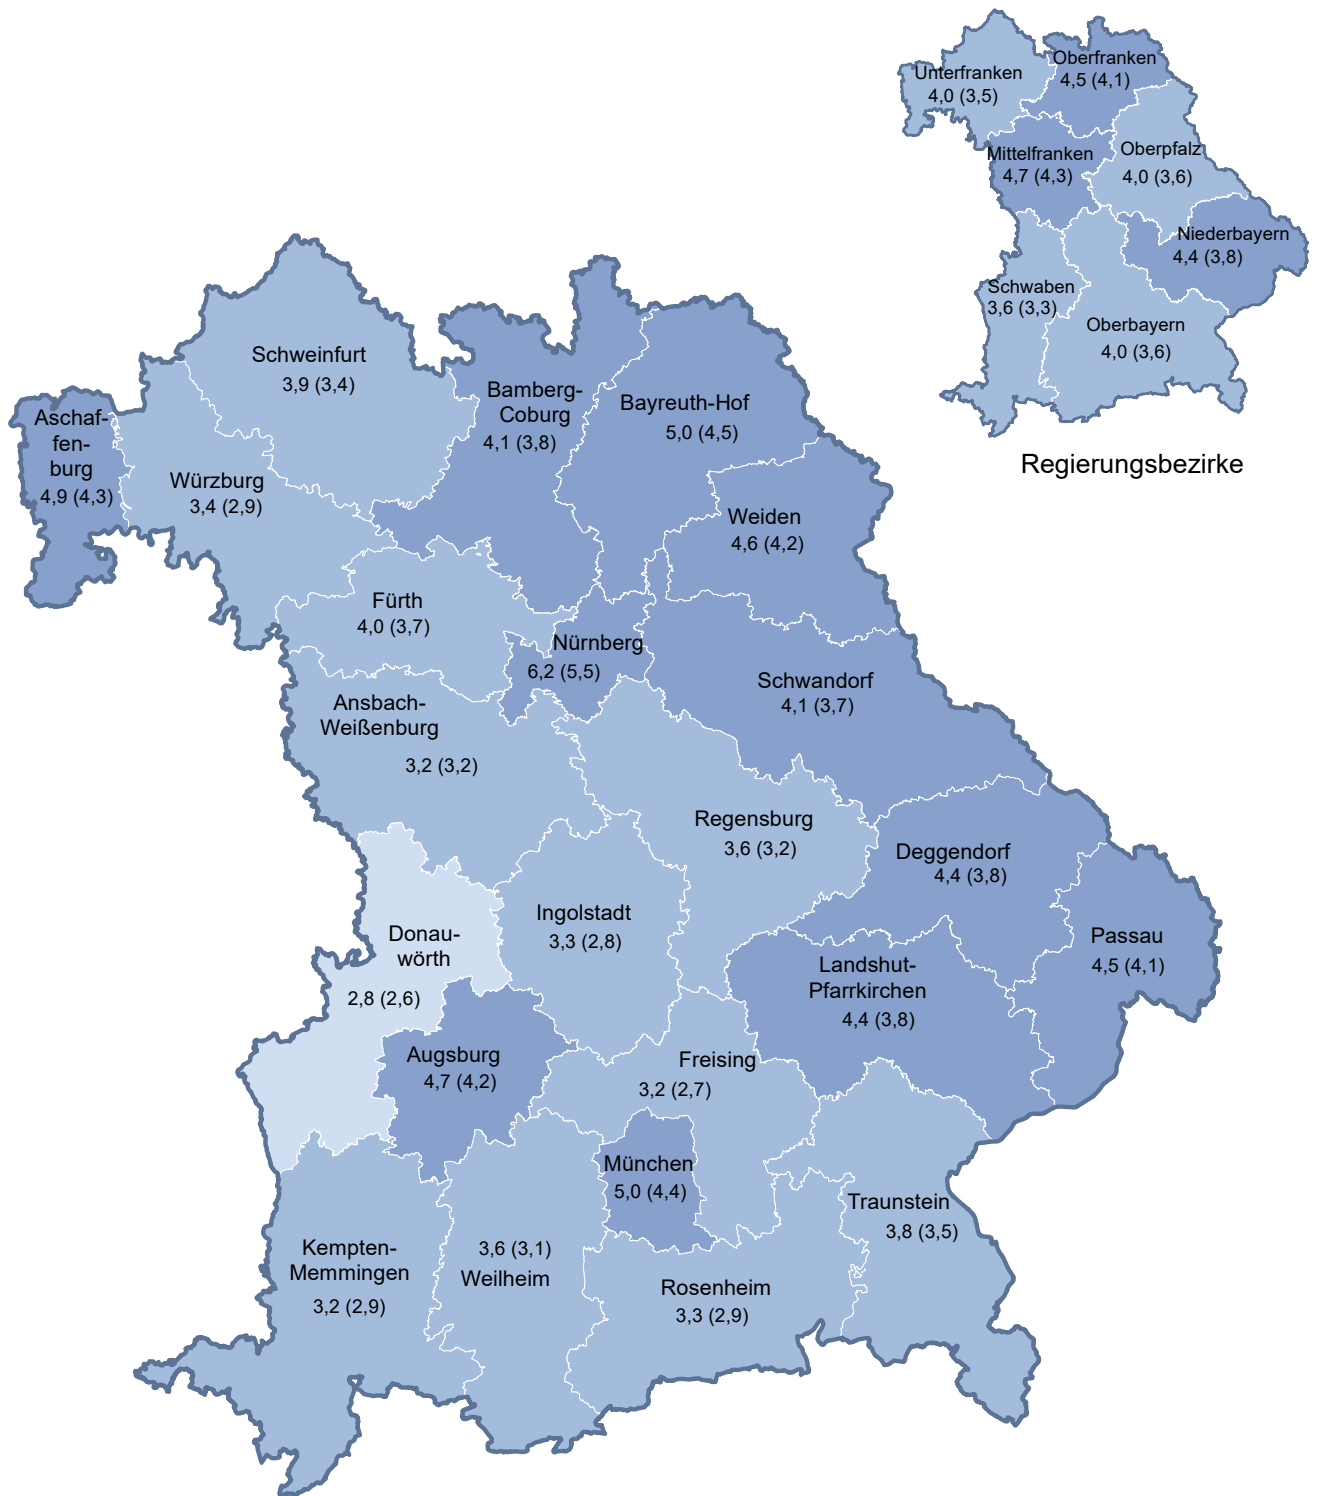 Unterfranken
4,0 (3,5)
Oberfranken
4,5 (4,1)
Mittelfranken
4,7 (4,3)
Oberpfalz
4,0 (3,6)
Niederbayern
4,4 (3,8)
Schwaben
3,6 (3,3)
Oberbayern
4,0 (3,6)
Regierungsbezirke
Schweinfurt
3,9 (3,4)
Bamberg-
Coburg
4,1 (3,8)
Bayreuth-Hof
5,0 (4,5)
Aschaf-
fen-
burg
4,9 (4,3)
Würzburg
3,4 (2,9)
Weiden
4,6 (4,2)
Fürth
4,0 (3,7)
Nürnberg
6,2 (5,5)
Schwandorf
4,1 (3,7)
Ansbach-
Weißenburg
3,2 (3,2)
Regensburg
3,6 (3,2)
Deggendorf
4,4 (3,8)
Ingolstadt
3,3 (2,8)
Donau-
wörth
2,8 (2,6)
Passau
4,5 (4,1)
Landshut-
Pfarrkirchen
4,4 (3,8)
Augsburg
4,7 (4,2)
Freising
3,2 (2,7)
München
5,0 (4,4)
Traunstein
3,8 (3,5)
Kempten-
Memmingen
3,2 (2,9)
3,6 (3,1)
Weilheim
Rosenheim
3,3 (2,9)